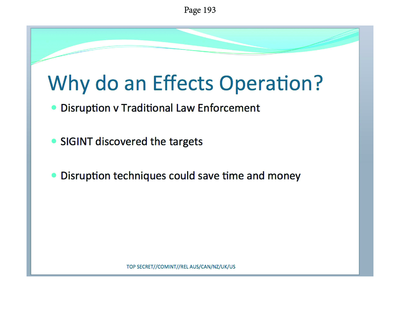 Page 193
Why do an Effects Operation?
Disruption v Traditional Law Enforcement
SIGINT discovered the targets
Disruption techniques could save time and money
TOP SECRET//COMINT//REL AUS/CAN/NZ/UK/US